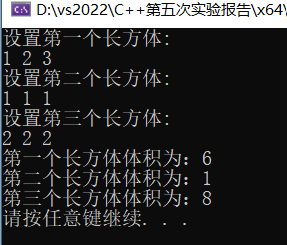 D:\vs2022\C++第五次实验报告\x64\
设置第一个长方体:
1 2 3
设置第二个长方体:
1 1 1
设置第三个长方体:
2 2 2
第一个长方体体积为：6
第二个长方体体积为：1
第三个长方体体积为：8
请按任意键继续. . .